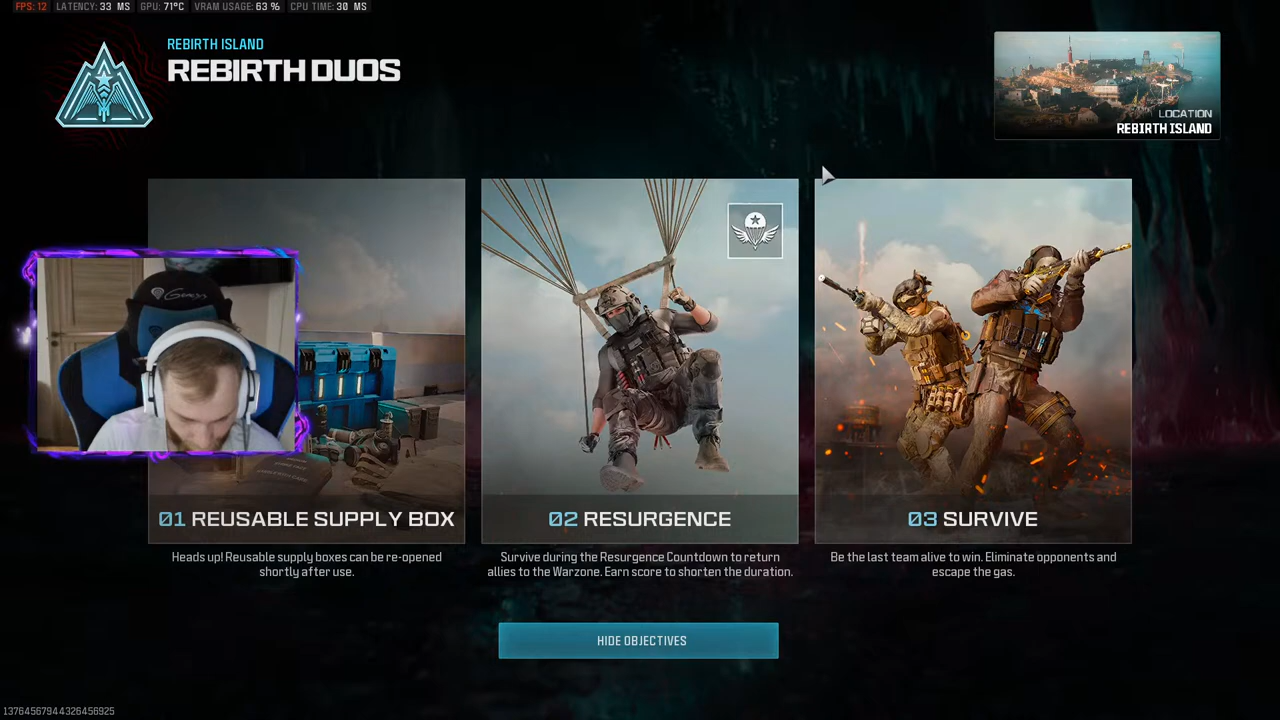 FPS: 12 LATENCY: 33 MS GPU: 71°C VRAM USAGE: 63 % CPU TIME: 30 MS
REBIRTH ISLAND
REBIRTH DUOS
LOCATION
REBIRTH ISLAND
Genesis
01 REUSABLE SUPPLY BOX
Heads up! Reusable supply boxes can be re-opened
shortly after use.
02 RESURGENCE
Survive during the Resurgence Countdown to return
allies to the Warzone. Earn score to shorten the duration.
03 SURVIVE
Be the last team alive to win. Eliminate opponents and
escape the gas.
HIDE OBJECTIVES
13764567944326456925